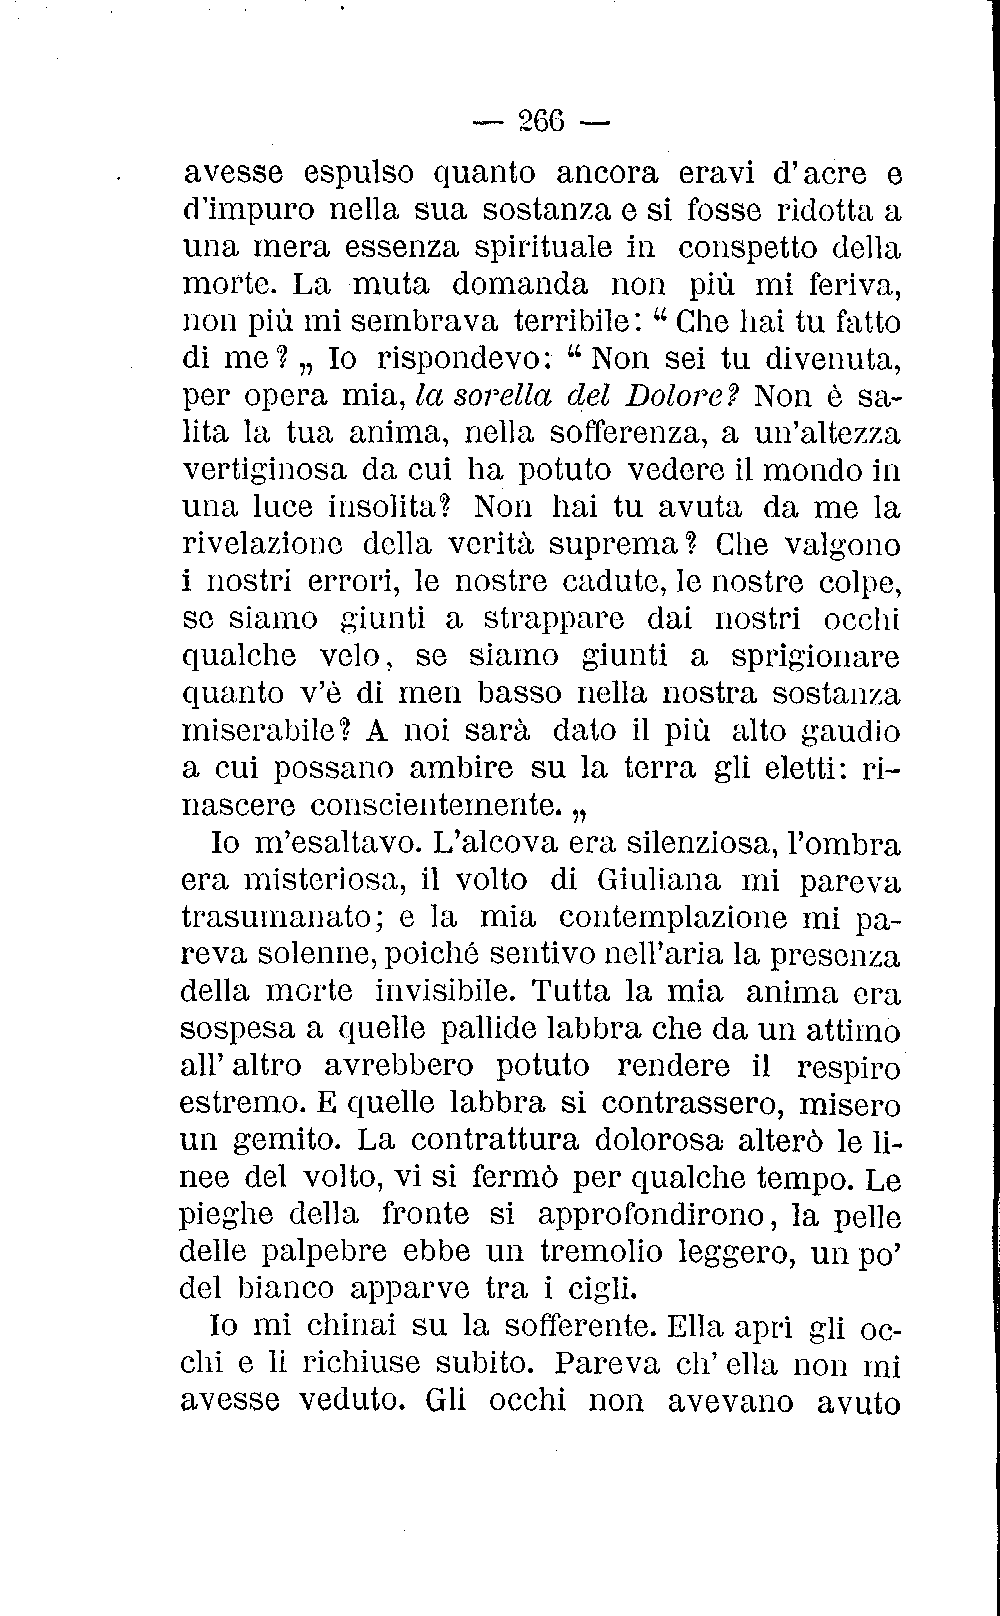 — 266 —
avesse espulso quanto ancora eravi d'acre e
d'impuro nella sua sostanza e si fosse ridotta a
una mera essenza spirituale in conspetto della
morte. La muta domanda non più mi feriva,
non più mi sembrava terribile: “ Che hai tu fatto
di me? „ Io rispondevo: “ Non sei tu divenuta,
per opera mia, la sorella del Dolore? Non è sa-
lita la tua anima, nella sofferenza, a un'altezza
vertiginosa da cui ha potuto vedere il mondo in
una luce insolita? Non hai tu avuta da me la
rivelazione della verità suprema? Che valgono
i nostri errori, le nostre cadute, le nostre colpe,
se siamo giunti a strappare dai nostri occhi
qualche velo, se siamo giunti a sprigionare
quanto v'è di men basso nella nostra sostanza
miserabile? A noi sarà dato il più alto gaudio
a cui possano ambire su la terra gli eletti: ri-
nascere conscientemente. „
Io m'esaltavo. L'alcova era silenziosa, l'ombra
era misteriosa, il volto di Giuliana mi pareva
trasumanato; e la mia contemplazione mi pa-
reva solenne, poiché sentivo nell'aria la presenza
della morte invisibile. Tutta la mia anima era
sospesa a quelle pallide labbra che da un attimo
all' altro avrebbero potuto rendere il respiro
estremo. E quelle labbra si contrassero, misero
un gemito. La contrattura dolorosa alterò le li-
nee del volto, vi si fermò per qualche tempo. Le
pieghe della fronte si approfondirono, la pelle
delle palpebre ebbe un tremolio leggero, un po'
del bianco apparve tra i cigli.
Io mi chinai su la sofferente. Ella aprì gli oc-
chi e li richiuse subito. Pareva ch' ella non mi
avesse veduto. Gli occhi non avevano avuto